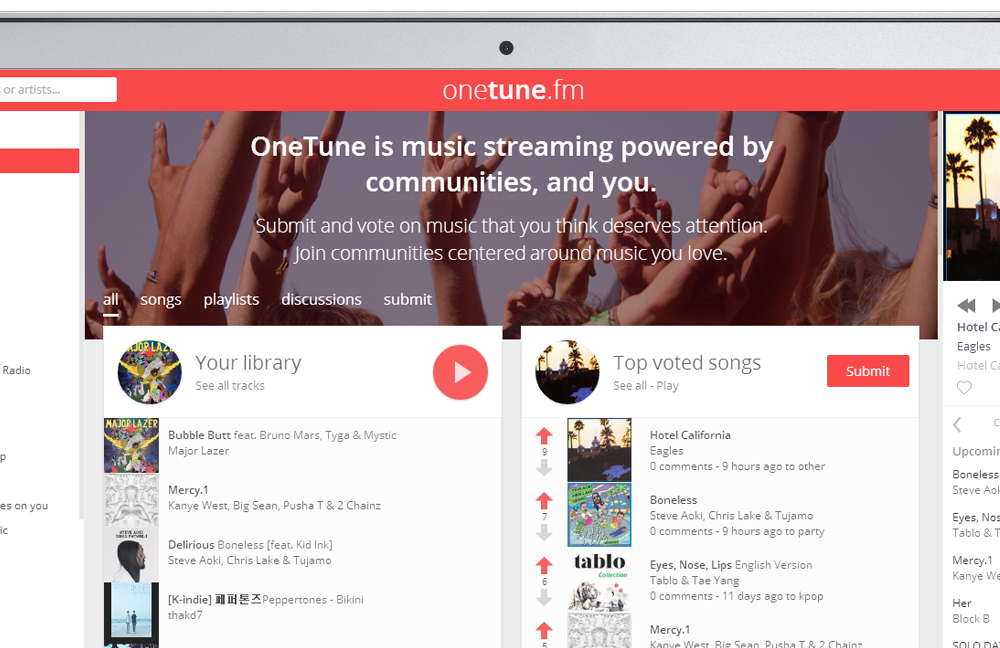 or artists...
onetune.fm
OneTune is music streaming powered by
communities, and you.
Submit and vote on music that you think deserves attention.
Join communities centered around music you love.
all songs playlists discussions submit
Radio
p
es on you
ic
Your library
See all tracks
MAJOR LAZER
Bubble Butt feat. Bruno Mars, Tyga & Mystic
Major Lazer
Mercy.1
Kanye West, Big Sean, Pusha T & 2 Chainz
Delirious Boneless [feat. Kid Ink]
Steve Aoki, Chris Lake & Tujamo
[K-indie] 페퍼톤즈Peppertones - Bikini
thakd7
Top voted songs
See all - Play
Submit
9
Hotel California
Eagles
0 comments - 9 hours ago to other
7
Boneless
Steve Aoki, Chris Lake & Tujamo
0 comments - 9 hours ago to party
6
tablo
Collection
Eyes, Nose, Lips English Version
Tablo & Tae Yang
0 comments - 11 days ago to kpop
5
Mercy.1
Kanye West, Big Sean, Pusha T & 2 Chainz
Hotel Ca
Eagles
Hotel Ca
Upcomin
Boneless
Steve Aok
Eyes, Nos
Tablo & T
Mercy.1
Kanye We
Her
Block B
SOLO DA